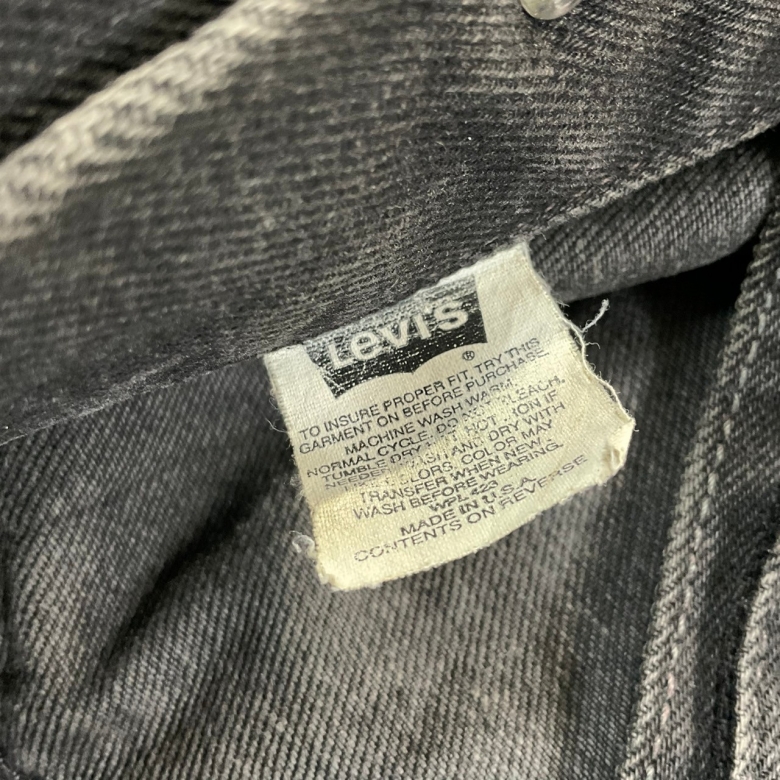 Levi's
®
TO INSURE PROPER FIT, TRY THIS
GARMENT ON BEFORE PURCHASE.
MACHINE WASH WARM.
NORMAL CYCLE. DO NOT BLEACH.
TUMBLE DRY HOT IRON IF
NEEDED. WASH AND DRY WITH
COLORS. COLOR MAY
TRANSFER WHEN NEW.
WASH BEFORE WEARING.
WPL 423
MADE IN U.S.A.
CONTENTS ON REVERSE